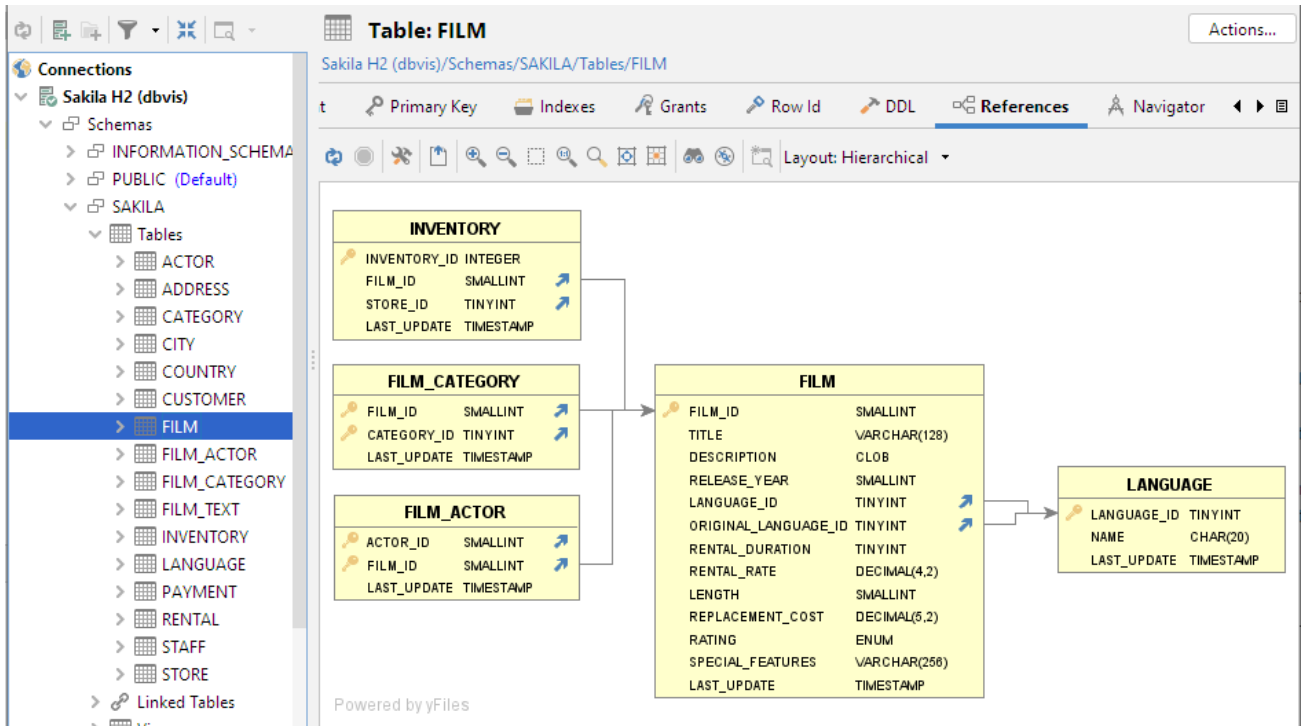 Table: FILM
Actions...
Connections
Sakila H2 (dbvis)/Schemas/SAKILA/Tables/FILM
Sakila H2 (dbvis)
t Primary Key Indexes Grants Row Id DDL References Navigator
Schemas
INFORMATION_SCHEMA
PUBLIC (Default)
SAKILA
Tables
ACTOR
ADDRESS
CATEGORY
CITY
COUNTRY
CUSTOMER
FILM
FILM_ACTOR
FILM_CATEGORY
FILM_TEXT
INVENTORY
LANGUAGE
PAYMENT
RENTAL
STAFF
STORE
Linked Tables
Layout: Hierarchical
INVENTORY
INVENTORY_ID INTEGER
FILM_ID SMALLINT
STORE_ID TINYINT
LAST_UPDATE TIMESTAMP
FILM_CATEGORY
FILM_ID SMALLINT
CATEGORY_ID TINYINT
LAST_UPDATE TIMESTAMP
FILM_ACTOR
ACTOR_ID SMALLINT
FILM_ID SMALLINT
LAST_UPDATE TIMESTAMP
FILM
FILM_ID SMALLINT
TITLE VARCHAR(128)
DESCRIPTION CLOB
RELEASE_YEAR SMALLINT
LANGUAGE_ID TINYINT
ORIGINAL_LANGUAGE_ID TINYINT
RENTAL_DURATION TINYINT
RENTAL_RATE DECIMAL(4,2)
LENGTH SMALLINT
REPLACEMENT_COST DECIMAL(5,2)
RATING ENUM
SPECIAL_FEATURES VARCHAR(256)
LAST_UPDATE TIMESTAMP
LANGUAGE
LANGUAGE_ID TINYINT
NAME CHAR(20)
LAST_UPDATE TIMESTAMP
Powered by yFiles